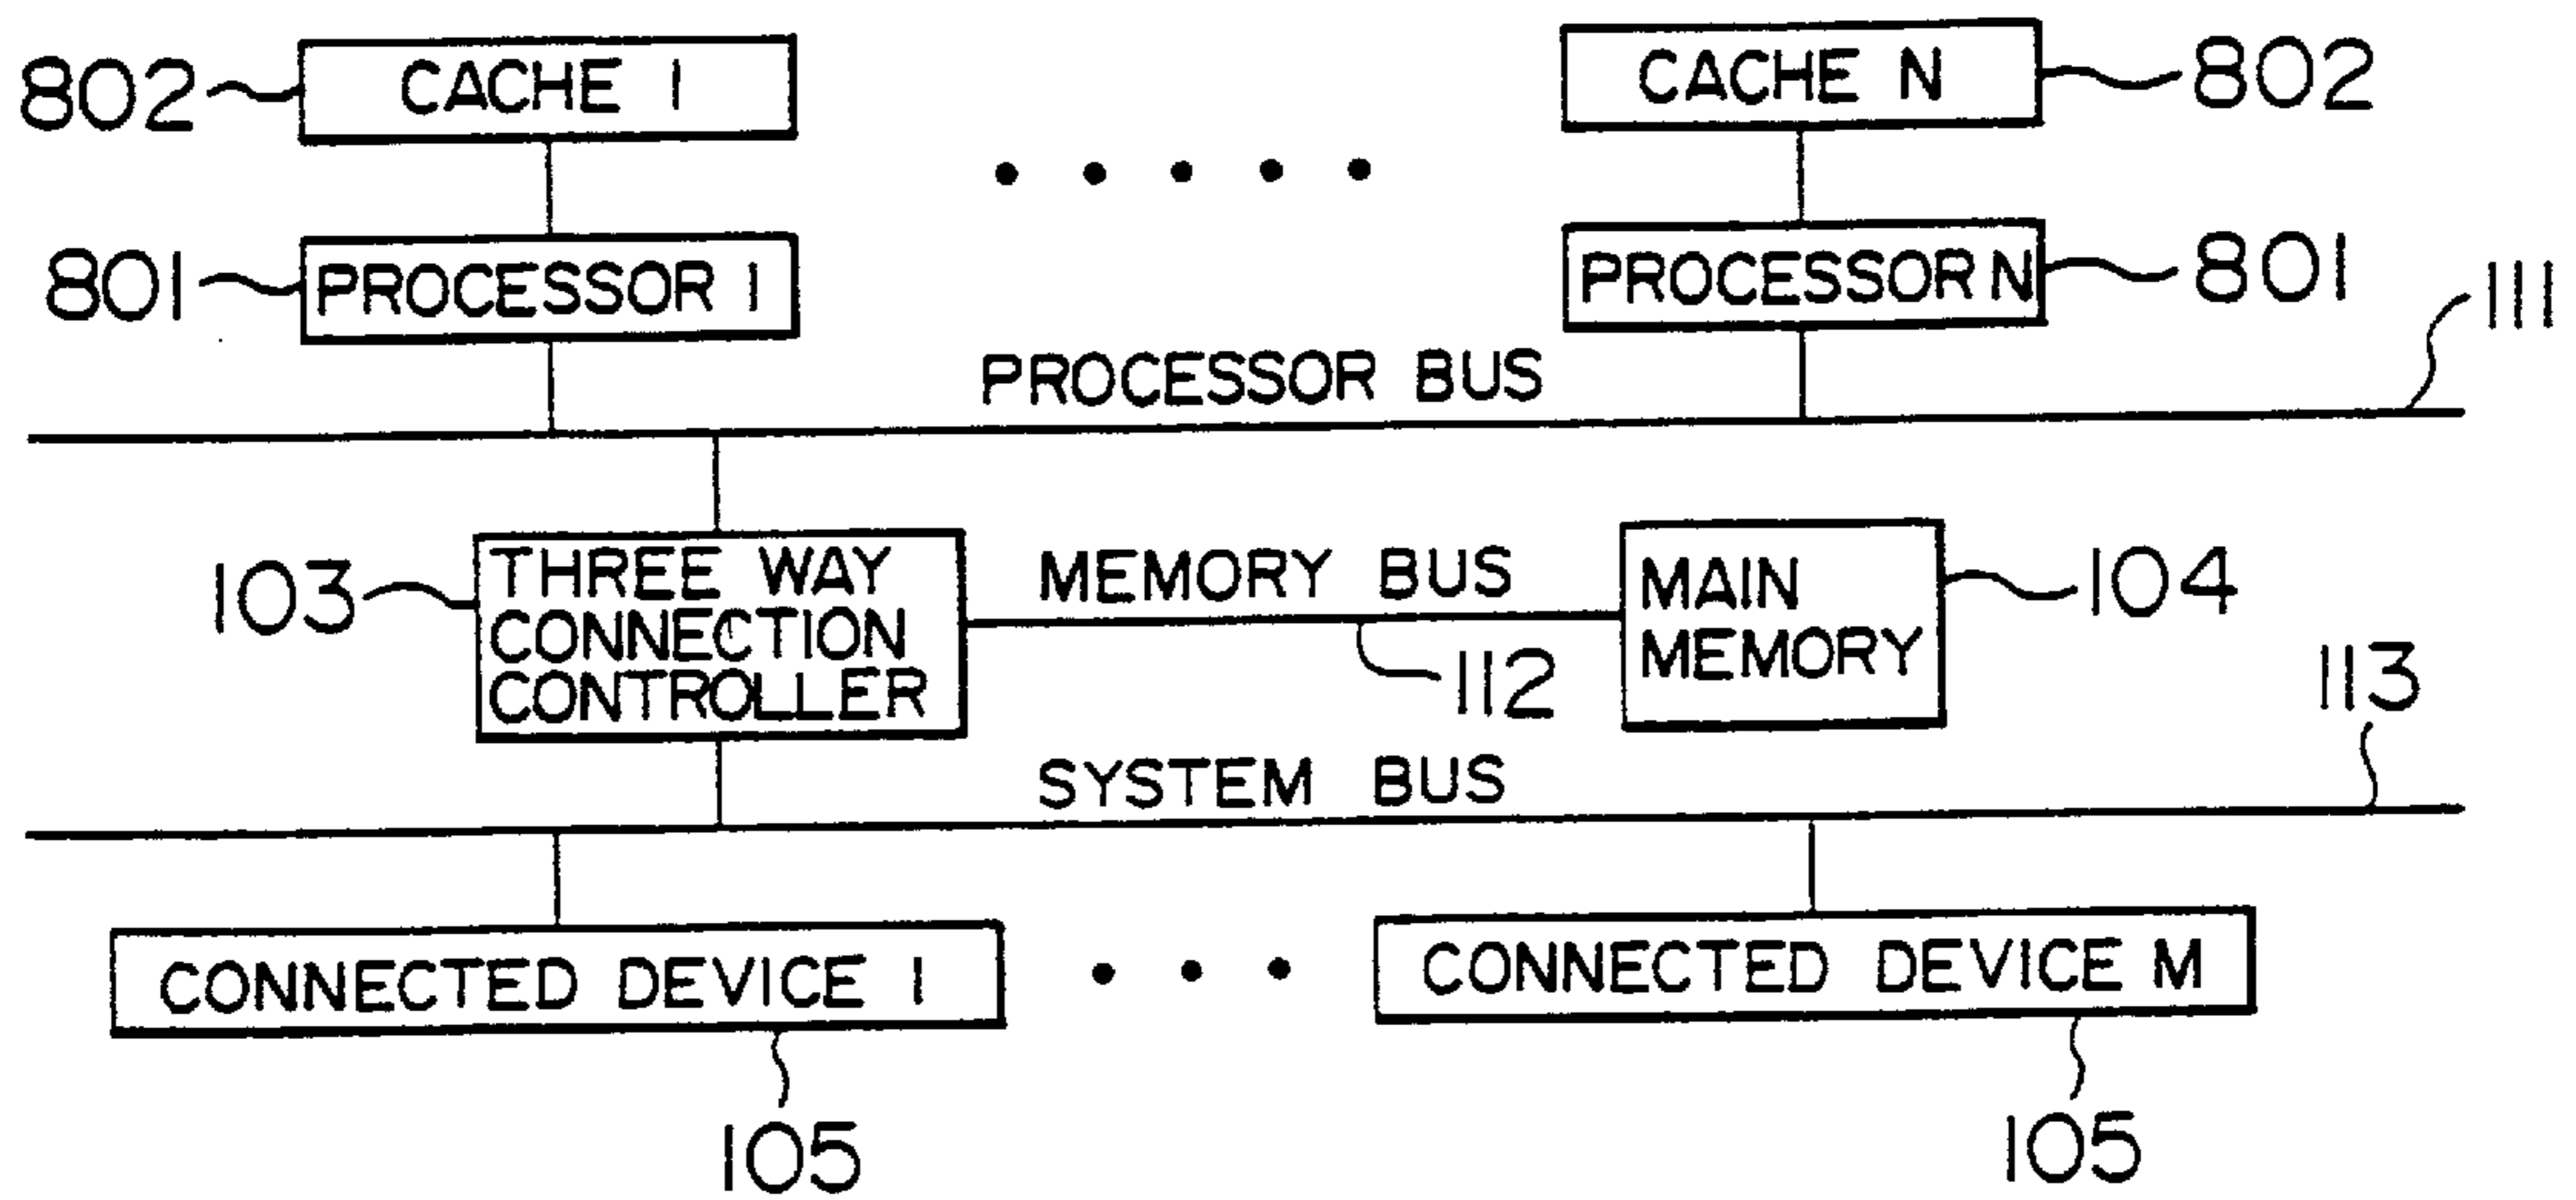 802 CACHE 1 CACHE N 802
801 PROCESSOR 1 PROCESSOR N 801
111
PROCESSOR BUS
103 THREE WAY
CONNECTION
CONTROLLER
MEMORY BUS
112
MAIN
MEMORY
104
113
SYSTEM BUS
CONNECTED DEVICE 1 CONNECTED DEVICE M
105 105